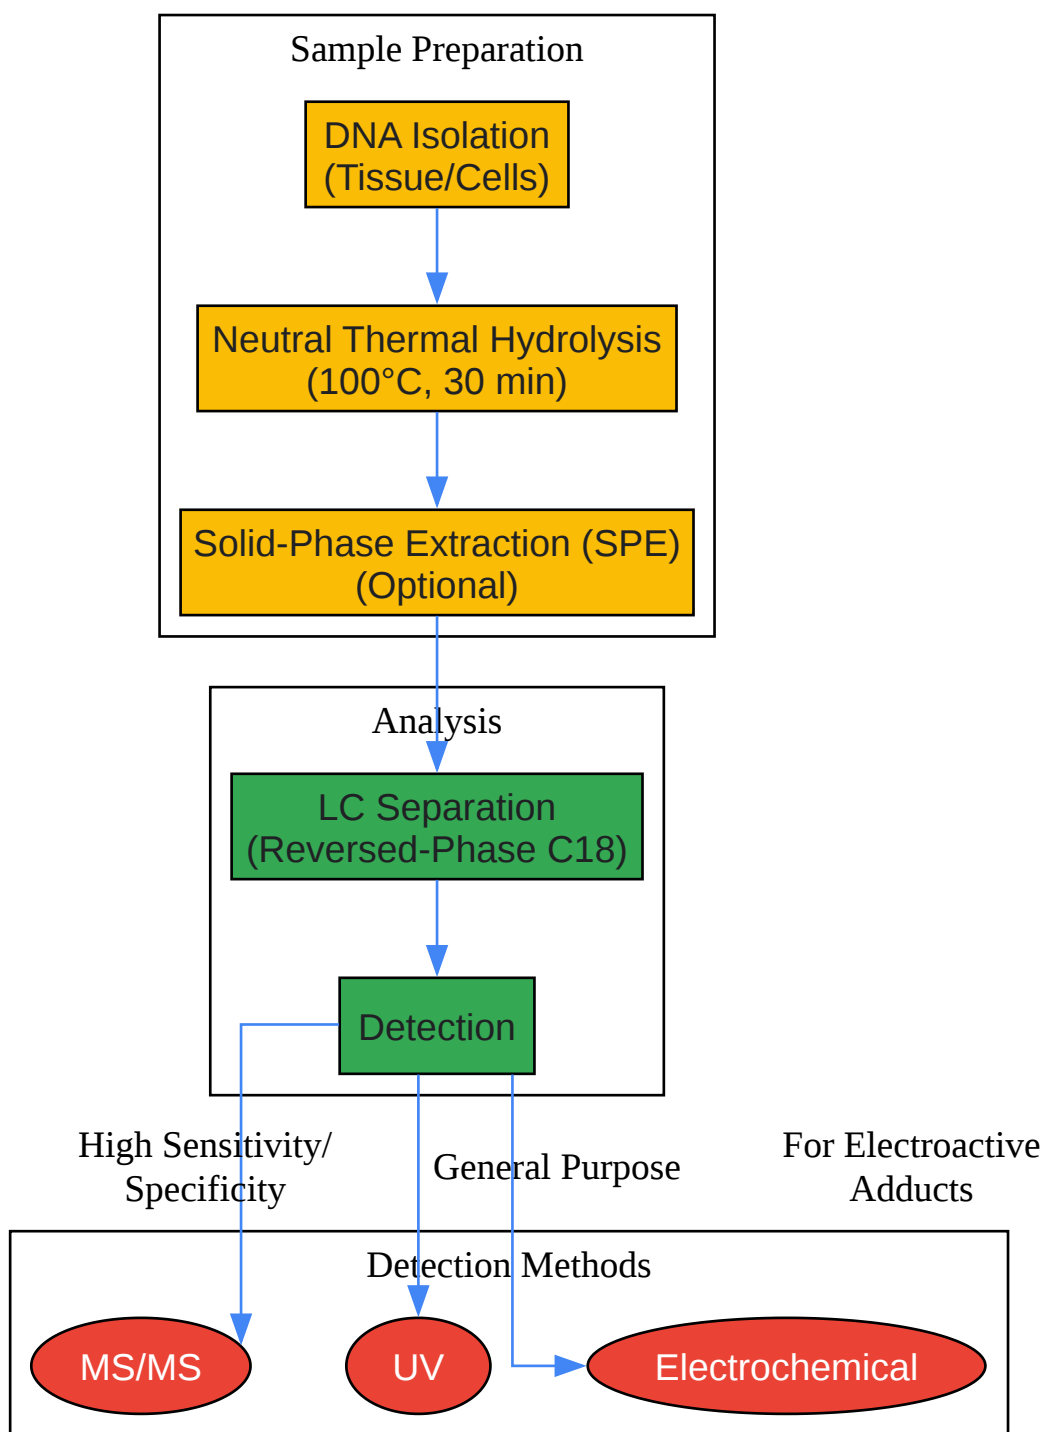 Sample Preparation
DNA Isolation
(Tissue/Cells)
Neutral Thermal Hydrolysis
(100°C, 30 min)
Solid-Phase Extraction (SPE)
(Optional)
Analysis
LC Separation
(Reversed-Phase C18)
Detection
High Sensitivity/
Specificity
General Purpose
For Electroactive
Adducts
Detection Methods
MS/MS
UV
Electrochemical